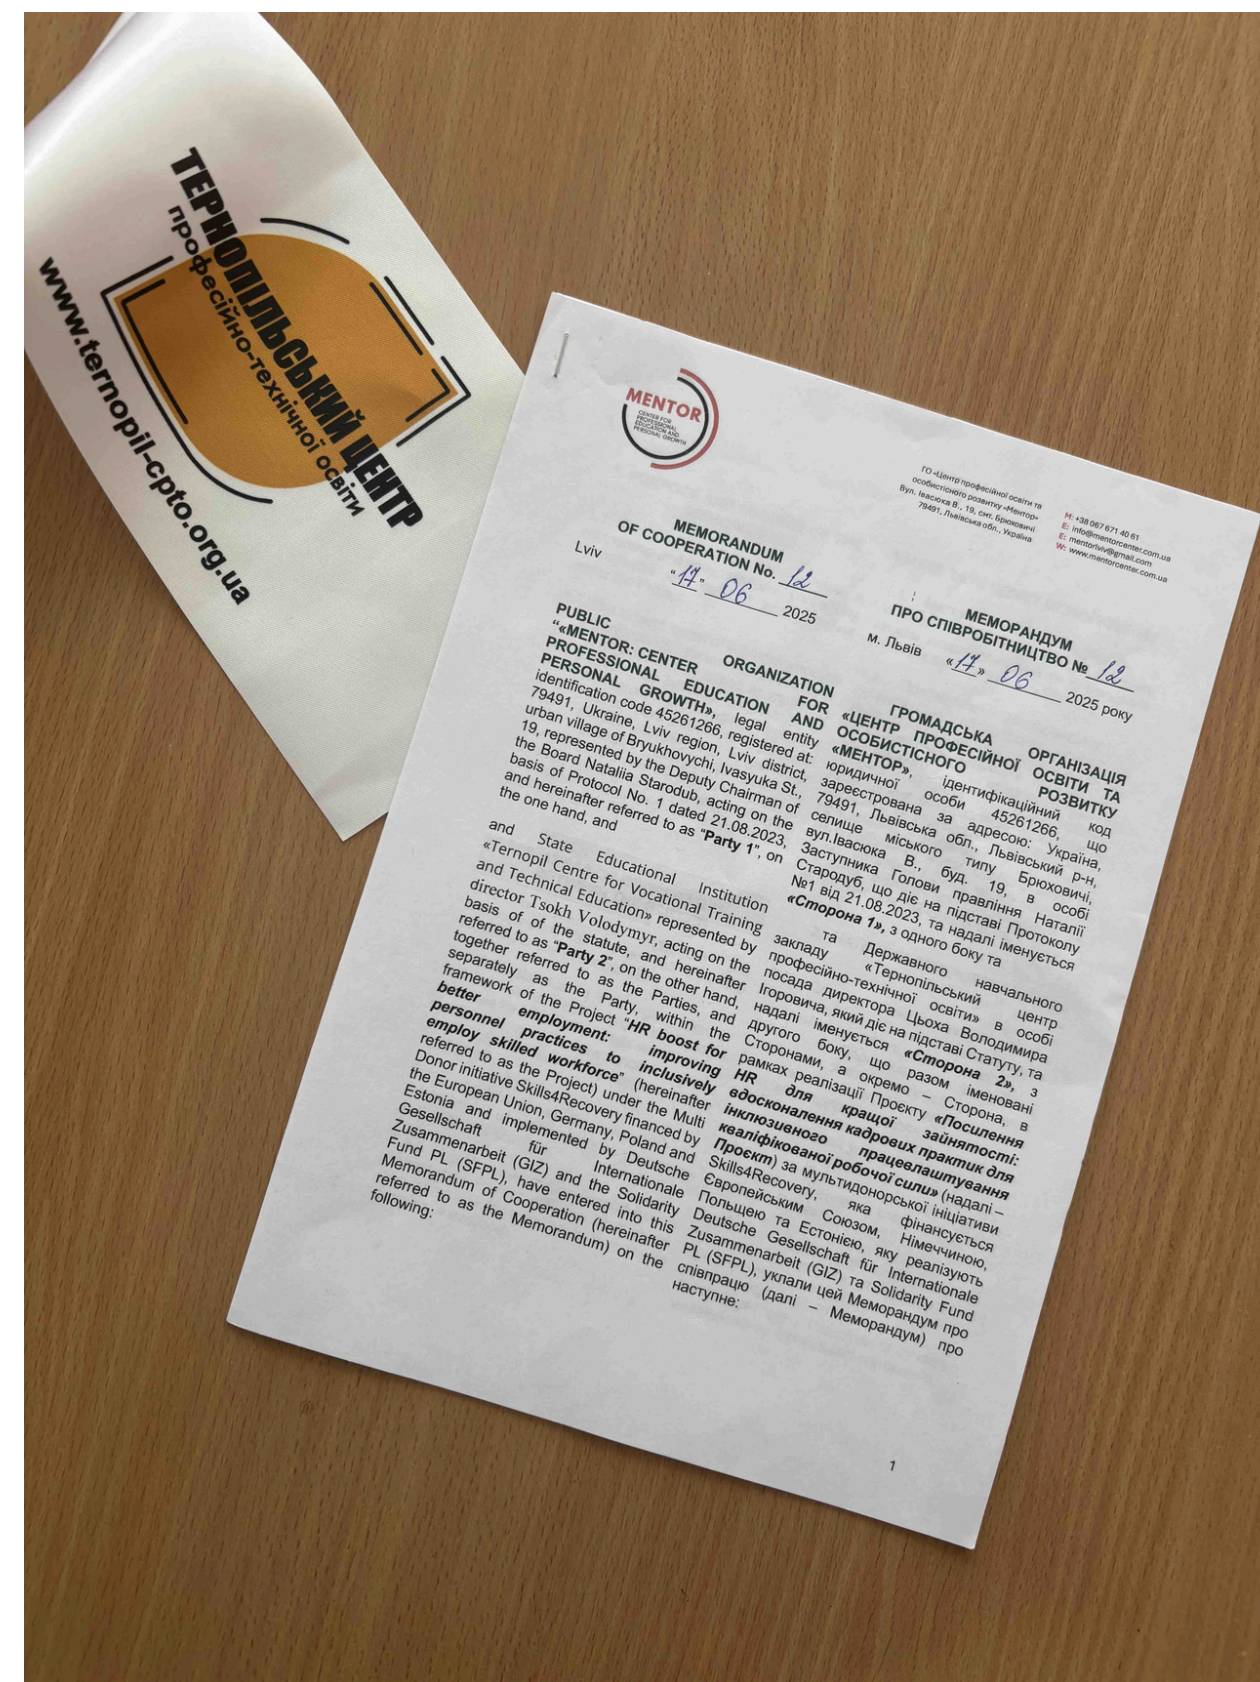 ТЕРНОПІЛЬСЬКИЙ ЦЕНТР
професійно-технічної освіти
www.ternopil-cpto.org.ua
MENTOR
CENTER FOR
PROFESSIONAL
EDUCATION AND
PERSONAL GROWTH
ГО «Центр професійної освіти та
особистісного розвитку «Ментор»
Вул. Івасюка В., 19, смт. Брюховичі
79491, Львівська обл., Україна
M: +38 067 671 40 61
E: info@mentorcenter.com.ua
E: mentorlviv@gmail.com
W: www.mentorcenter.com.ua
MEMORANDUM
OF COOPERATION No. 12
Lviv
"17" 06 2025
PUBLIC ORGANIZATION
“«MENTOR: CENTER FOR
PROFESSIONAL EDUCATION AND
PERSONAL GROWTH», legal entity
identification code 45261266, registered at:
79491, Ukraine, Lviv region, Lviv district,
urban village of Bryukhovychi, Ivasyuka St.,
19, represented by the Deputy Chairman of
the Board Nataliia Starodub, acting on the
basis of Protocol No. 1 dated 21.08.2023,
and hereinafter referred to as “Party 1”, on
the one hand, and
and State Educational Institution
«Ternopil Centre for Vocational Training
and Technical Education» represented by
director Tsokh Volodymyr, acting on the
basis of of the statute, and hereinafter
referred to as “Party 2”, on the other hand,
together referred to as the Parties, and
separately as the Party, within the
framework of the Project “HR boost for
better employment: improving
personnel practices to inclusively
employ skilled workforce” (hereinafter
referred to as the Project) under the Multi
Donor initiative Skills4Recovery financed by
the European Union, Germany, Poland and
Estonia and implemented by Deutsche
Gesellschaft für Internationale
Zusammenarbeit (GIZ) and the Solidarity
Fund PL (SFPL), have entered into this
Memorandum of Cooperation (hereinafter
referred to as the Memorandum) on the
following:
МЕМОРАНДУМ
ПРО СПІВРОБІТНИЦТВО № 12
м. Львів
«17» 06 2025 року
ГРОМАДСЬКА ОРГАНІЗАЦІЯ
«ЦЕНТР ПРОФЕСІЙНОЇ ОСВІТИ ТА
ОСОБИСТІСНОГО РОЗВИТКУ
«МЕНТОР», ідентифікаційний код
юридичної особи 45261266, що
зареєстрована за адресою: Україна,
79491, Львівська обл., Львівський р-н,
селище міського типу Брюховичі,
вул.Івасюка В., буд. 19, в особі
Заступника Голови правління Наталії
Стародуб, що діє на підставі Протоколу
№1 від 21.08.2023, та надалі іменується
«Сторона 1», з одного боку та
та Державного навчального
закладу «Тернопільський центр
професійно-технічної освіти» в особі
посада директора Цьоха Володимира
Ігоровича, який діє на підставі Статуту, та
надалі іменується «Сторона 2», з
другого боку, що разом іменовані
Сторонами, а окремо – Сторона, в
рамках реалізації Проєкту «Посилення
HR для кращої зайнятості:
вдосконалення кадрових практик для
інклюзивного працевлаштування
кваліфікованої робочої сили» (надалі –
Проєкт) за мультидонорської ініціативи
Skills4Recovery, яка фінансується
Європейським Союзом, Німеччиною,
Польщею та Естонією, яку реалізують
Deutsche Gesellschaft für Internationale
Zusammenarbeit (GIZ) та Solidarity Fund
PL (SFPL), уклали цей Меморандум про
співпрацю (далі – Меморандум) про
наступне:
1